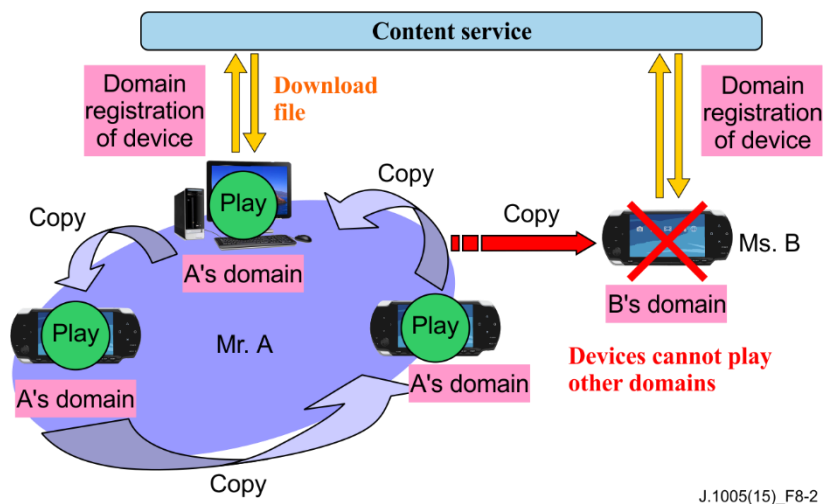 Content service
Domain
registration
of device
Download
file
Domain
registration
of device
Copy
Play
Copy
Copy
A's domain
Ms. B
B's domain
Play
Mr. A
Play
A's domain
A's domain
Devices cannot play
other domains
Copy
J.1005(15)_F8-2